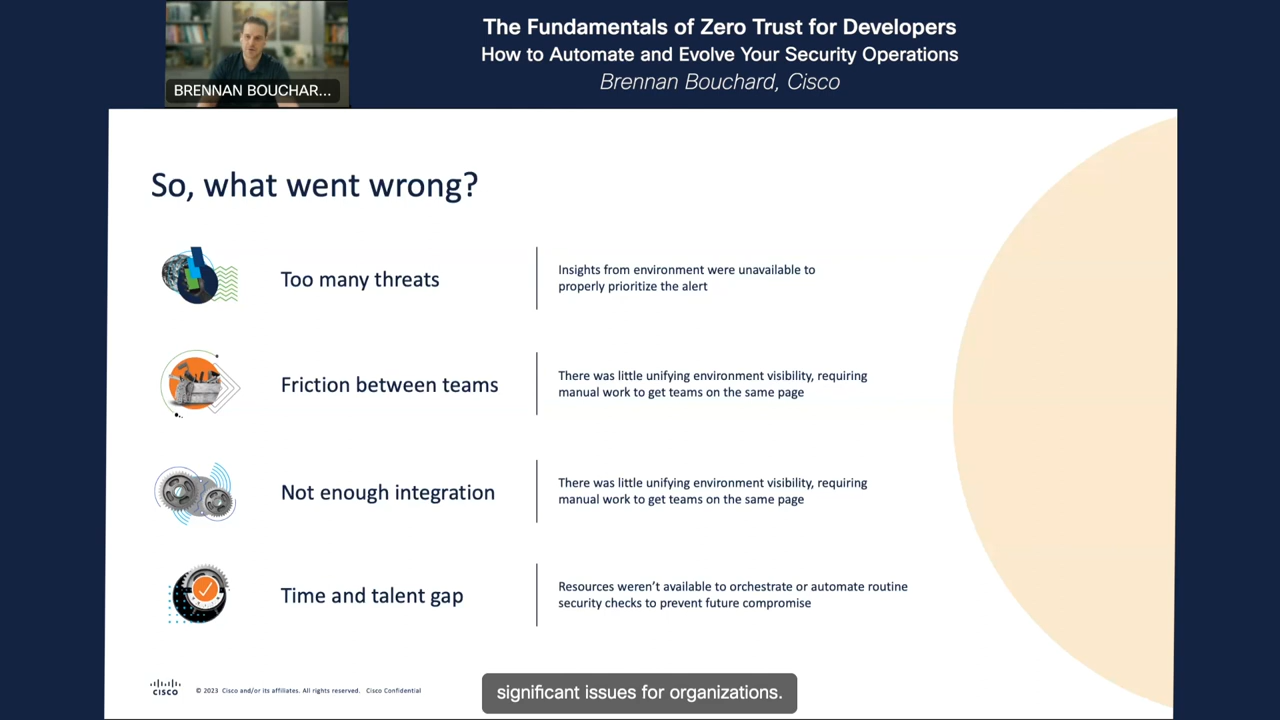 The Fundamentals of Zero Trust for Developers
How to Automate and Evolve Your Security Operations
Brennan Bouchard, Cisco
BRENNAN BOUCHAR...
So, what went wrong?
Too many threats
Insights from environment were unavailable to
properly prioritize the alert
Friction between teams
There was little unifying environment visibility, requiring
manual work to get teams on the same page
Not enough integration
There was little unifying environment visibility, requiring
manual work to get teams on the same page
Time and talent gap
Resources weren't available to orchestrate or automate routine
security checks to prevent future compromise
CISCO
© 2023 Cisco and/or its affiliates. All rights reserved. Cisco Confidential
significant issues for organizations.